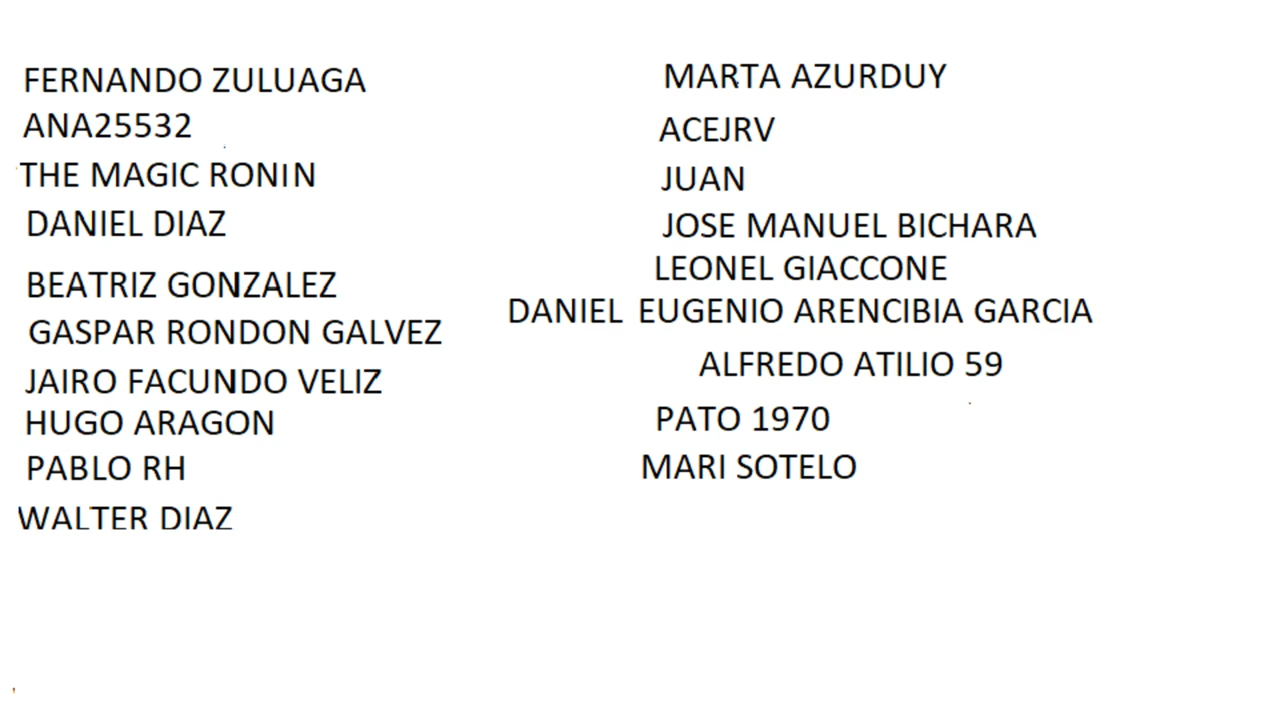 FERNANDO ZULUAGA
ANA25532
THE MAGIC RONIN
DANIEL DIAZ
BEATRIZ GONZALEZ
GASPAR RONDON GALVEZ
JAIRO FACUNDO VELIZ
HUGO ARAGON
PABLO RH
WALTER DIAZ
MARTA AZURDUY
ACEJRV
JUAN
JOSE MANUEL BICHARA
LEONEL GIACCONE
DANIEL EUGENIO ARENCIBIA GARCIA
ALFREDO ATILIO 59
PATO 1970
MARI SOTELO